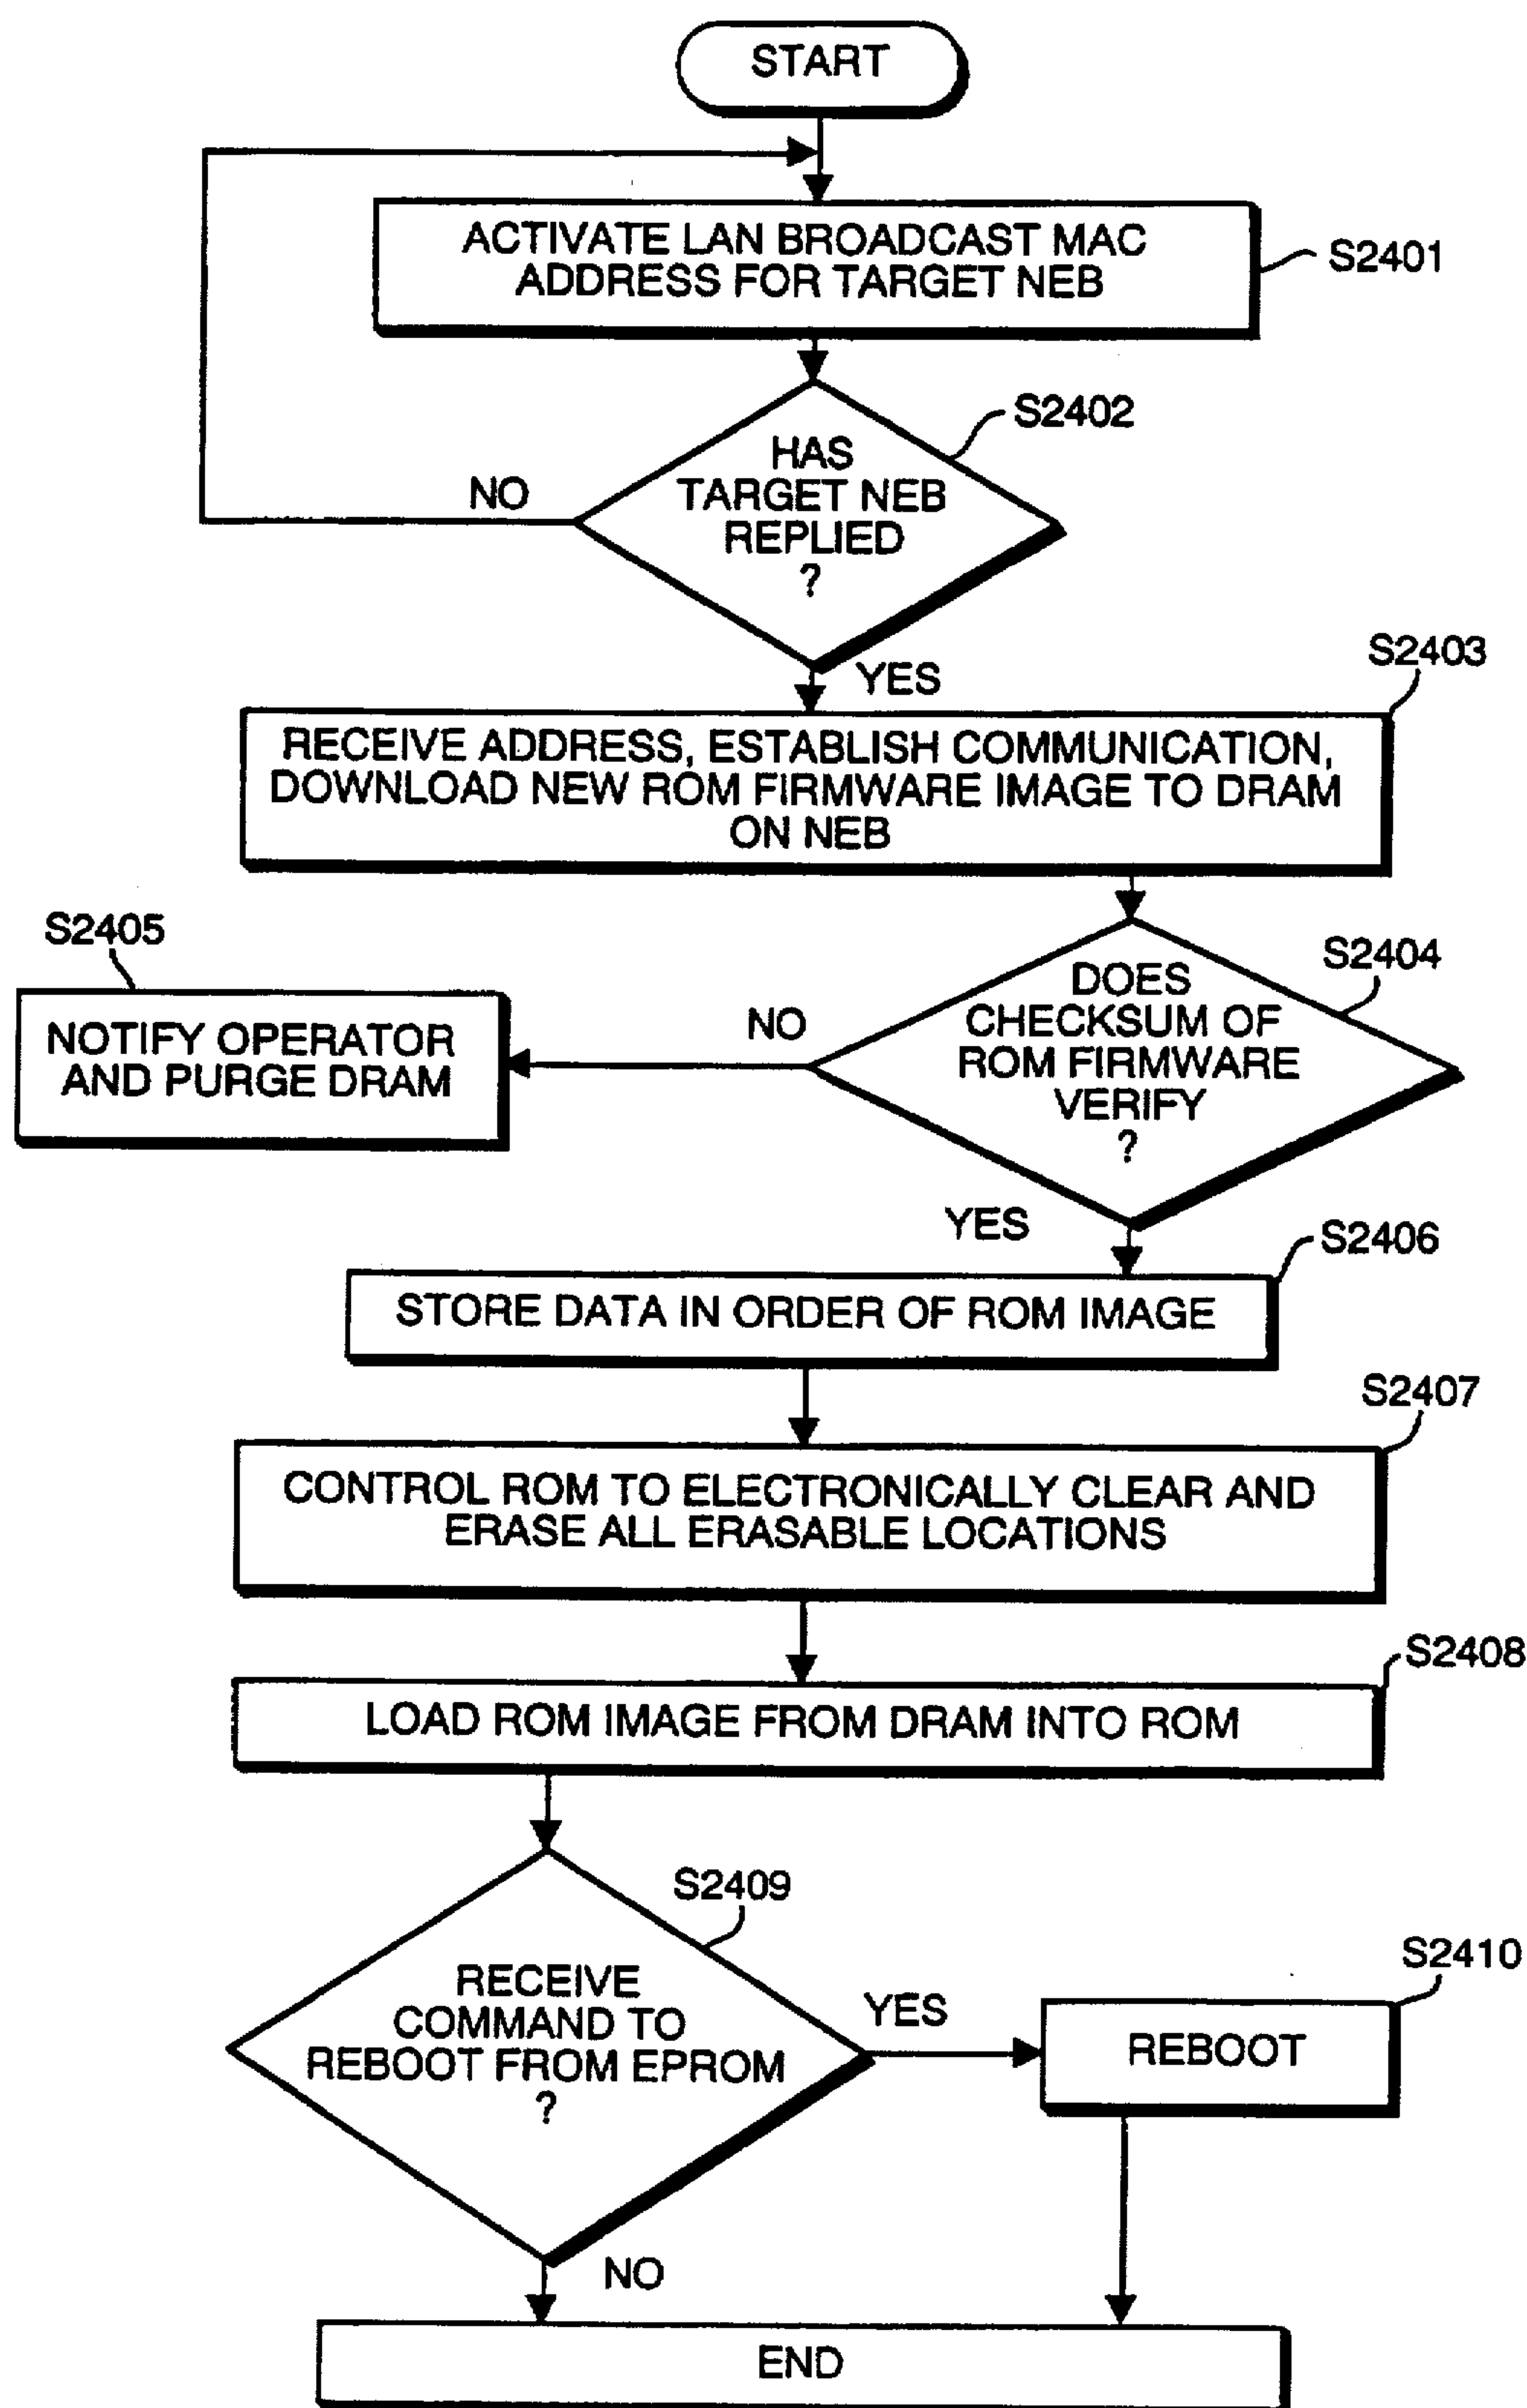 START
ACTIVATE LAN BROADCAST MAC
ADDRESS FOR TARGET NEB
S2401
S2402
HAS
TARGET NEB
REPLIED
?
NO
YES
S2403
RECEIVE ADDRESS, ESTABLISH COMMUNICATION,
DOWNLOAD NEW ROM FIRMWARE IMAGE TO DRAM
ON NEB
S2405
NOTIFY OPERATOR
AND PURGE DRAM
NO
S2404
DOES
CHECKSUM OF
ROM FIRMWARE
VERIFY
?
YES
S2406
STORE DATA IN ORDER OF ROM IMAGE
S2407
CONTROL ROM TO ELECTRONICALLY CLEAR AND
ERASE ALL ERASABLE LOCATIONS
S2408
LOAD ROM IMAGE FROM DRAM INTO ROM
S2409
RECEIVE
COMMAND TO
REBOOT FROM EPROM
?
YES
S2410
REBOOT
NO
END